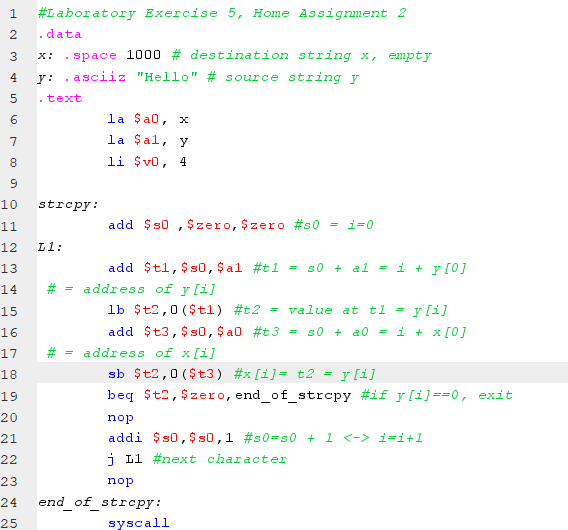 1 #Laboratory Exercise 5, Home Assignment 2
2 .data
3 x: .space 1000 # destination string x, empty
4 y: .asciiz "Hello" # source string y
5 .text
6 la $a0, x
7 la $a1, y
8 li $v0, 4
9
10 strcpy:
11 add $s0 ,$zero,$zero #s0 = i=0
12 L1:
13 add $t1,$s0,$a1 #t1 = s0 + a1 = i + y[0]
14 # = address of y[i]
15 lb $t2,0($t1) #t2 = value at t1 = y[i]
16 add $t3,$s0,$a0 #t3 = s0 + a0 = i + x[0]
17 # = address of x[i]
18 sb $t2,0($t3) #x[i]= t2 = y[i]
19 beq $t2,$zero,end_of_strcpy #if y[i]==0, exit
20 nop
21 addi $s0,$s0,1 #s0=s0 + 1 <-> i=i+1
22 j L1 #next character
23 nop
24 end_of_strcpy:
25 syscall